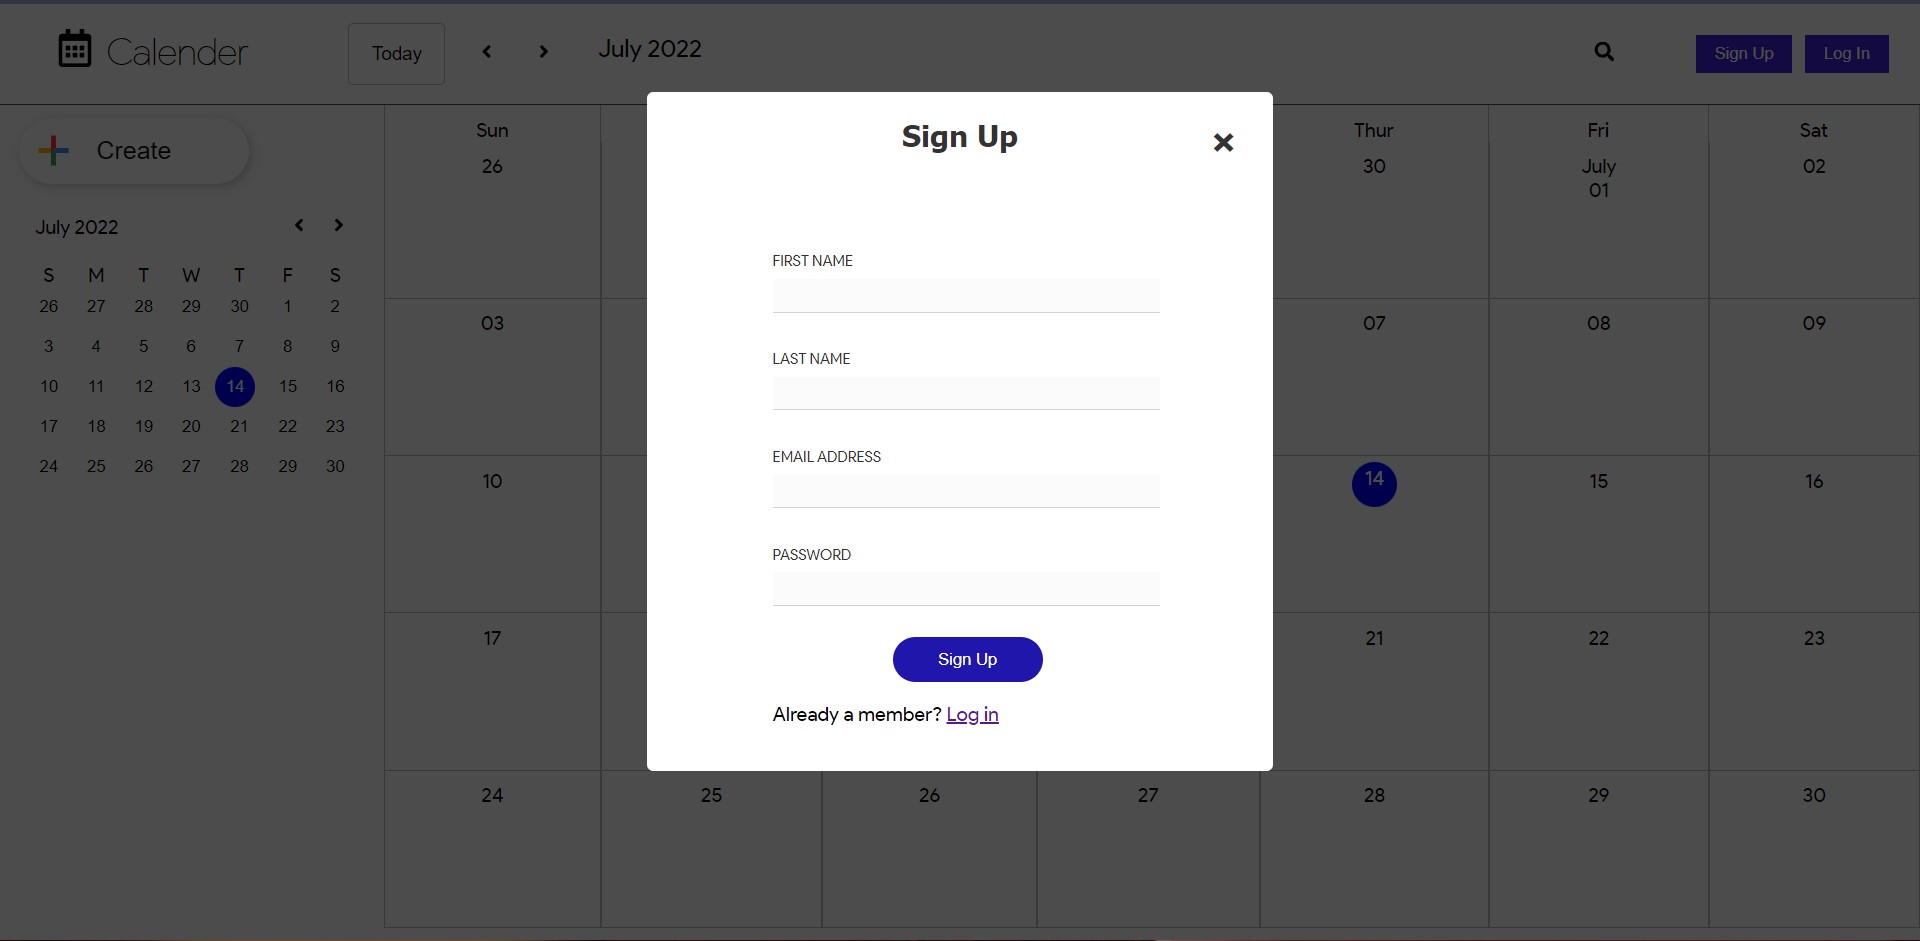 Calender
Today
July 2022
Sign Up
Log In
Create
July 2022
S M T W T F S
26 27 28 29 30 1 2
3 4 5 6 7 8 9
10 11 12 13 14 15 16
17 18 19 20 21 22 23
24 25 26 27 28 29 30
Sun Thur Fri Sat
26 30 July 01 02
03 07 08 09
10 14 15 16
17 21 22 23
24 25 26 27 28 29 30
Sign Up
FIRST NAME
LAST NAME
EMAIL ADDRESS
PASSWORD
Sign Up
Already a member? Log in